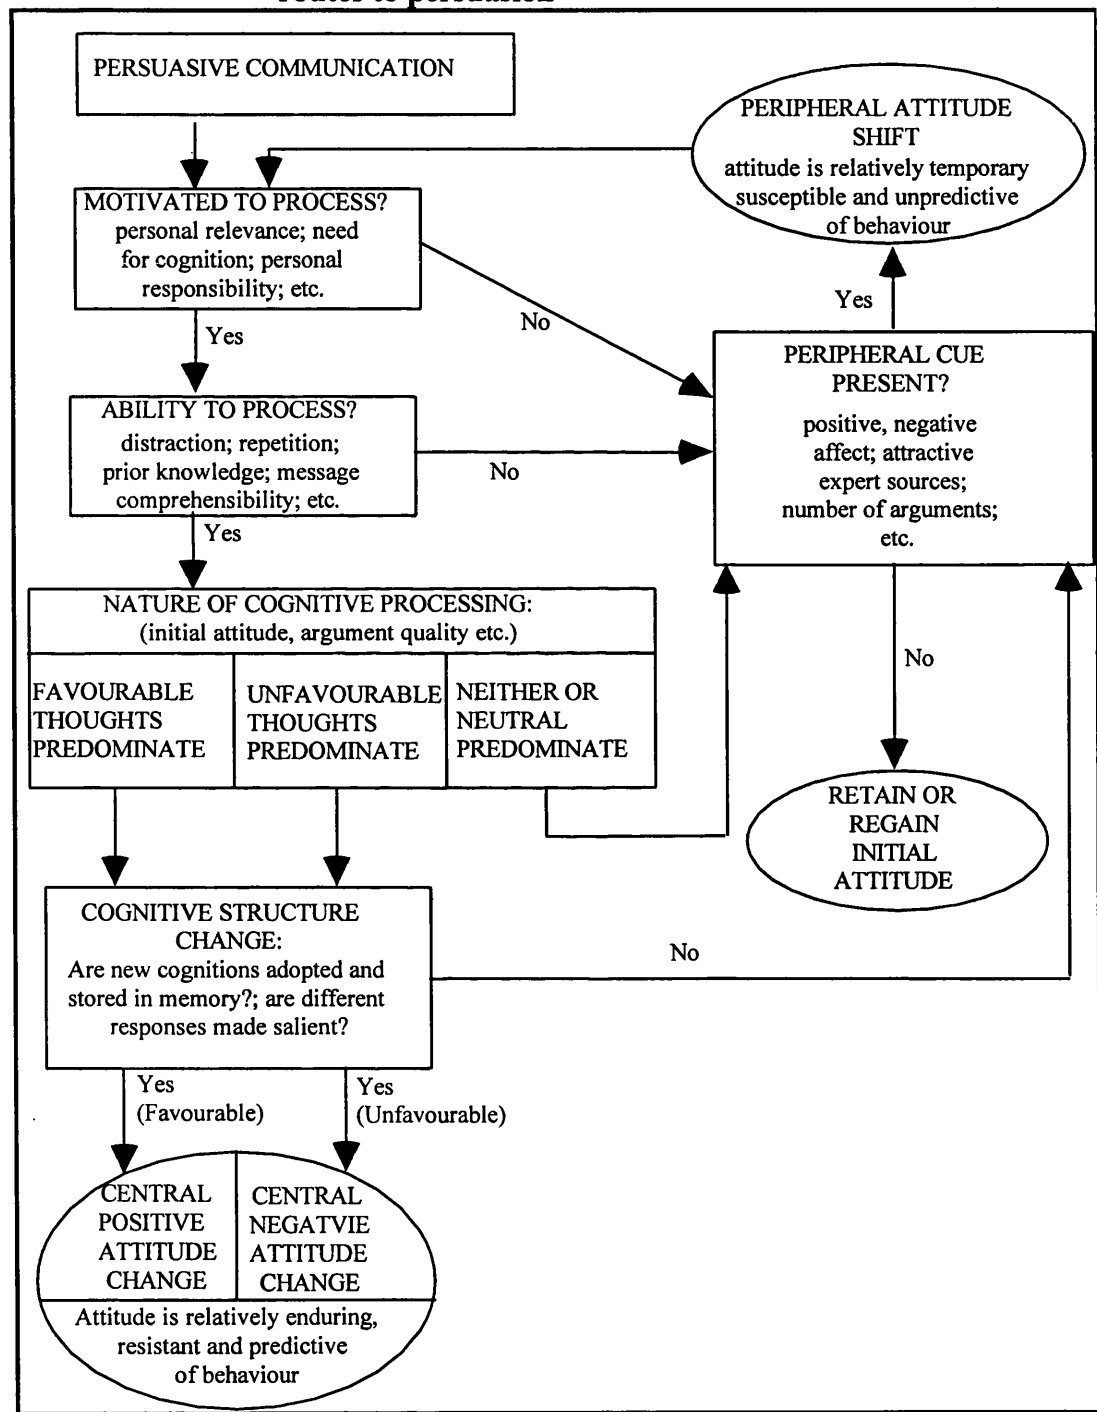 routes to persuasion
PERSUASIVE COMMUNICATION
PERIPHERAL ATTITUDE
SHIFT
attitude is relatively temporary
susceptible and unpredictive
of behaviour
MOTIVATED TO PROCESS?
personal relevance; need
for cognition; personal
responsibility; etc.
No
Yes
Yes
PERIPHERAL CUE
PRESENT?
positive, negative
affect; attractive
expert sources;
number of arguments;
etc.
ABILITY TO PROCESS?
distraction; repetition;
prior knowledge; message
comprehensibility; etc.
No
Yes
NATURE OF COGNITIVE PROCESSING:
(initial attitude, argument quality etc.)
FAVOURABLE
THOUGHTS
PREDOMINATE
UNFAVOURABLE
THOUGHTS
PREDOMINATE
NEITHER OR
NEUTRAL
PREDOMINATE
No
RETAIN OR
REGAIN
INITIAL
ATTITUDE
COGNITIVE STRUCTURE
CHANGE:
Are new cognitions adopted and
stored in memory?; are different
responses made salient?
No
Yes
(Favourable)
Yes
(Unfavourable)
CENTRAL
POSITIVE
ATTITUDE
CHANGE
CENTRAL
NEGATVIE
ATTITUDE
CHANGE
Attitude is relatively enduring,
resistant and predictive
of behaviour